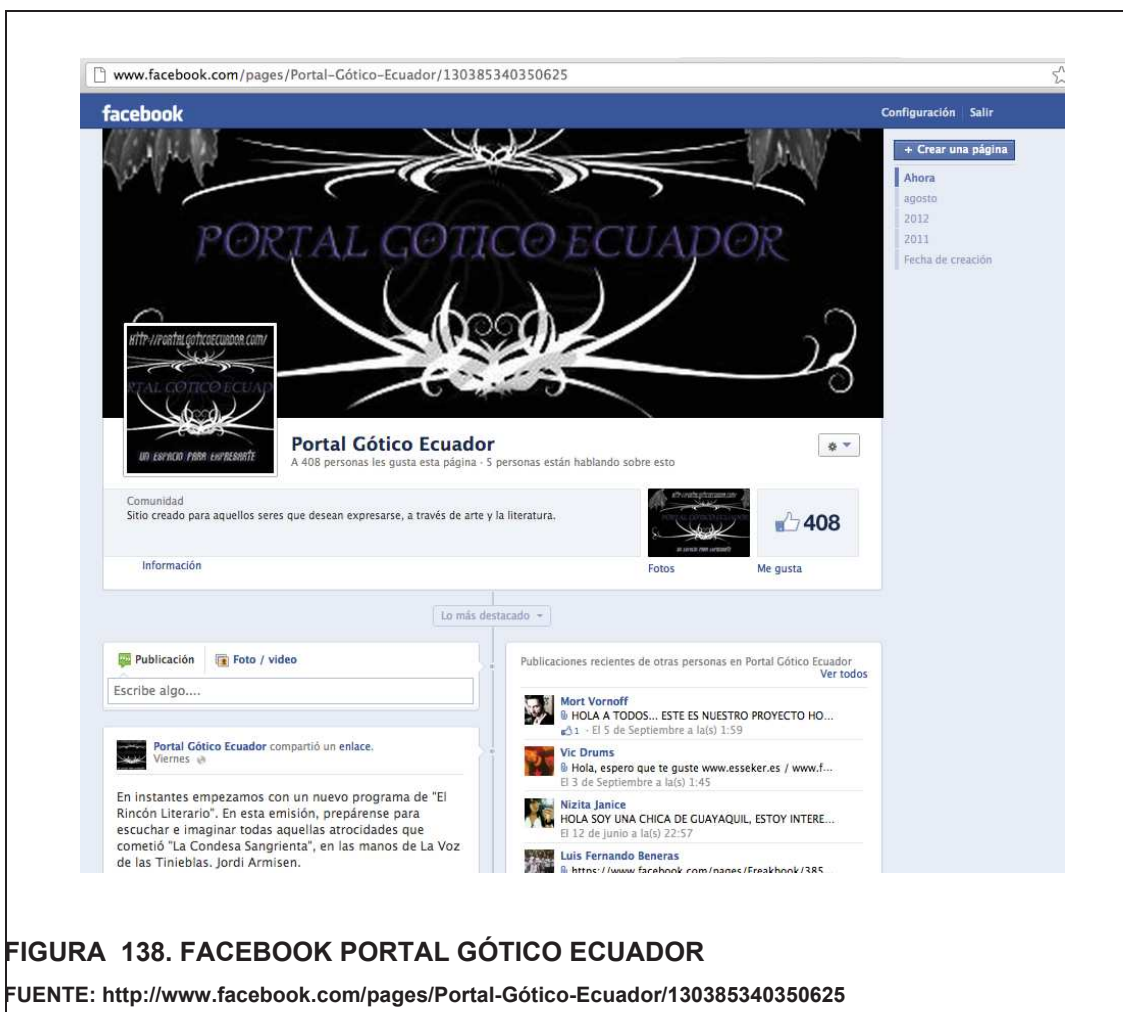 www.facebook.com/pages/Portal-Gótico-Ecuador/130385340350625
facebook
Configuración Salir
+ Crear una página
Ahora
agosto
2012
2011
Fecha de creación
PORTAL GOTICO ECUADOR
HTTP://PORTALGOTICOECUADOR.COM/
RTAL GOTICO ECUAD
UN ESPACIO PARA EXPRESARTE
Portal Gótico Ecuador
A 408 personas les gusta esta página · 5 personas están hablando sobre esto
Comunidad
Sitio creado para aquellos seres que desean expresarse, a través de arte y la literatura.
Información
408
Fotos
Me gusta
Lo más destacado
Publicación
Foto / video
Escribe algo....
Portal Gótico Ecuador compartió un enlace.
Viernes
En instantes empezamos con un nuevo programa de "El
Rincón Literario". En esta emisión, prepárense para
escuchar e imaginar todas aquellas atrocidades que
cometió "La Condesa Sangrienta", en las manos de La Voz
de las Tinieblas. Jordi Armisen.
Publicaciones recientes de otras personas en Portal Gótico Ecuador
Ver todos
Mort Vornoff
HOLA A TODOS... ESTE ES NUESTRO PROYECTO HO...
1 · El 5 de Septiembre a la(s) 1:59
Vic Drums
Hola, espero que te guste www.esseker.es / www.f...
El 3 de Septiembre a la(s) 1:45
Nizita Janice
HOLA SOY UNA CHICA DE GUAYAQUIL, ESTOY INTERE...
El 12 de junio a la(s) 22:57
Luis Fernando Beneras
https://www.facebook.com/pages/Freakbook/385...
FIGURA 138. FACEBOOK PORTAL GÓTICO ECUADOR
FUENTE: http://www.facebook.com/pages/Portal-Gótico-Ecuador/130385340350625